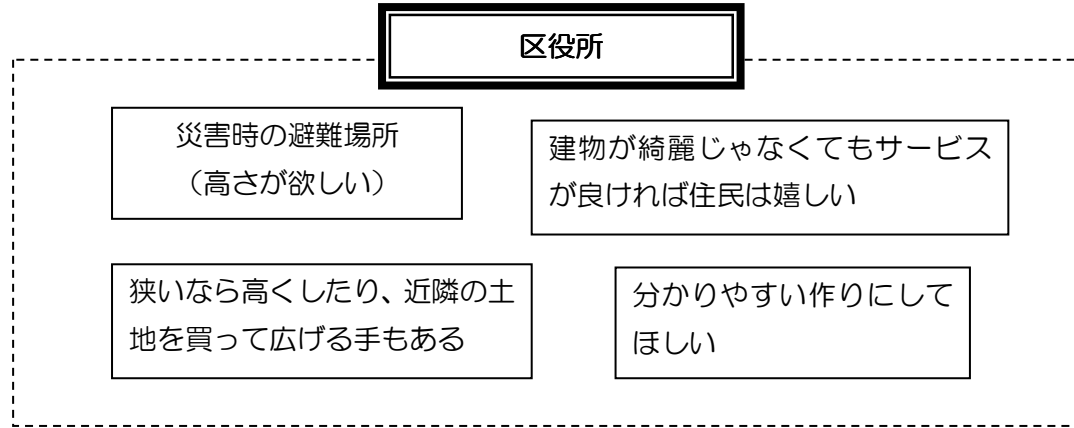 区役所
災害時の避難場所
（高さが欲しい）
建物が綺麗じゃなくてもサービス
が良ければ住民は嬉しい
狭いなら高くしたり、近隣の土
地を買って広げる手もある
分かりやすい作りにして
ほしい